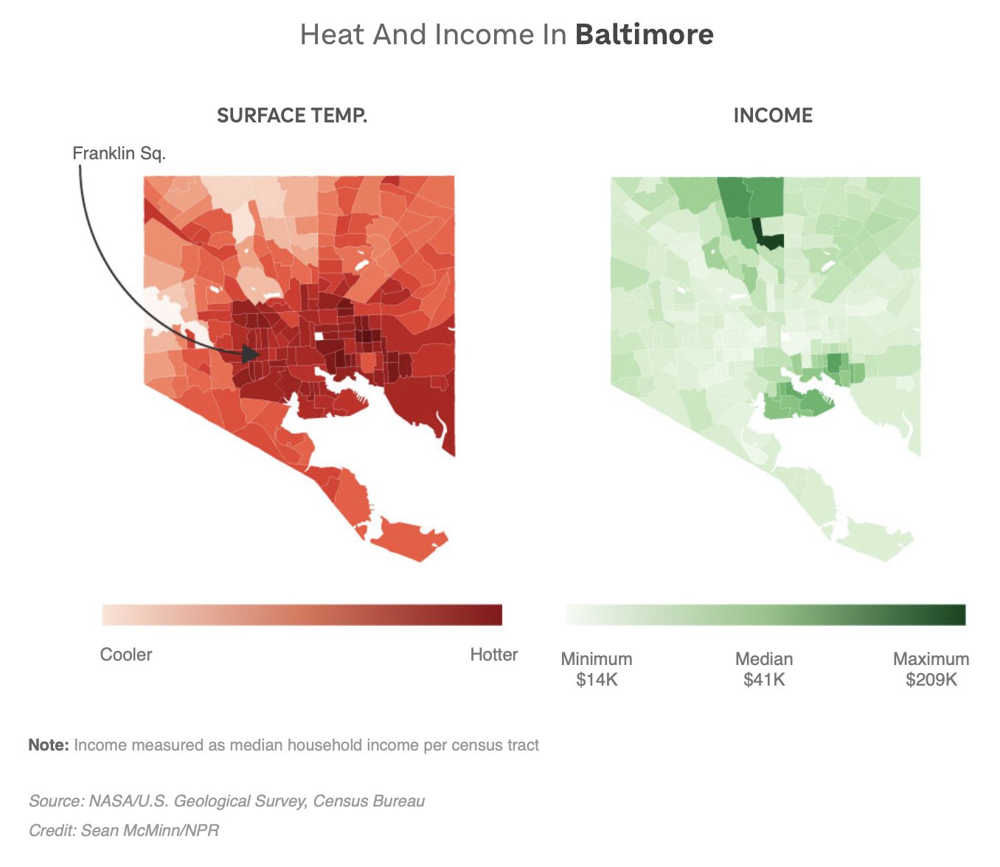 Heat And Income In Baltimore
SURFACE TEMP.
INCOME
Franklin Sq.
Cooler
Hotter
Minimum
$14K
Median
$41K
Maximum
$209K
Note: Income measured as median household income per census tract
Source: NASA/U.S. Geological Survey, Census Bureau
Credit: Sean McMinn/NPR